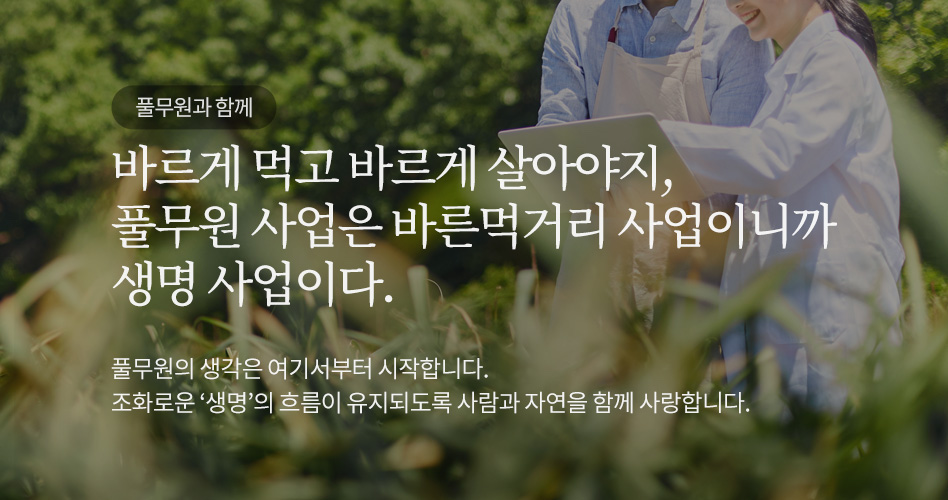 풀무원과 함께
바르게 먹고 바르게 살아야지,
풀무원 사업은 바른먹거리 사업이니까
생명 사업이다.
풀무원의 생각은 여기서부터 시작합니다.
조화로운 ‘생명’의 흐름이 유지되도록 사람과 자연을 함께 사랑합니다.